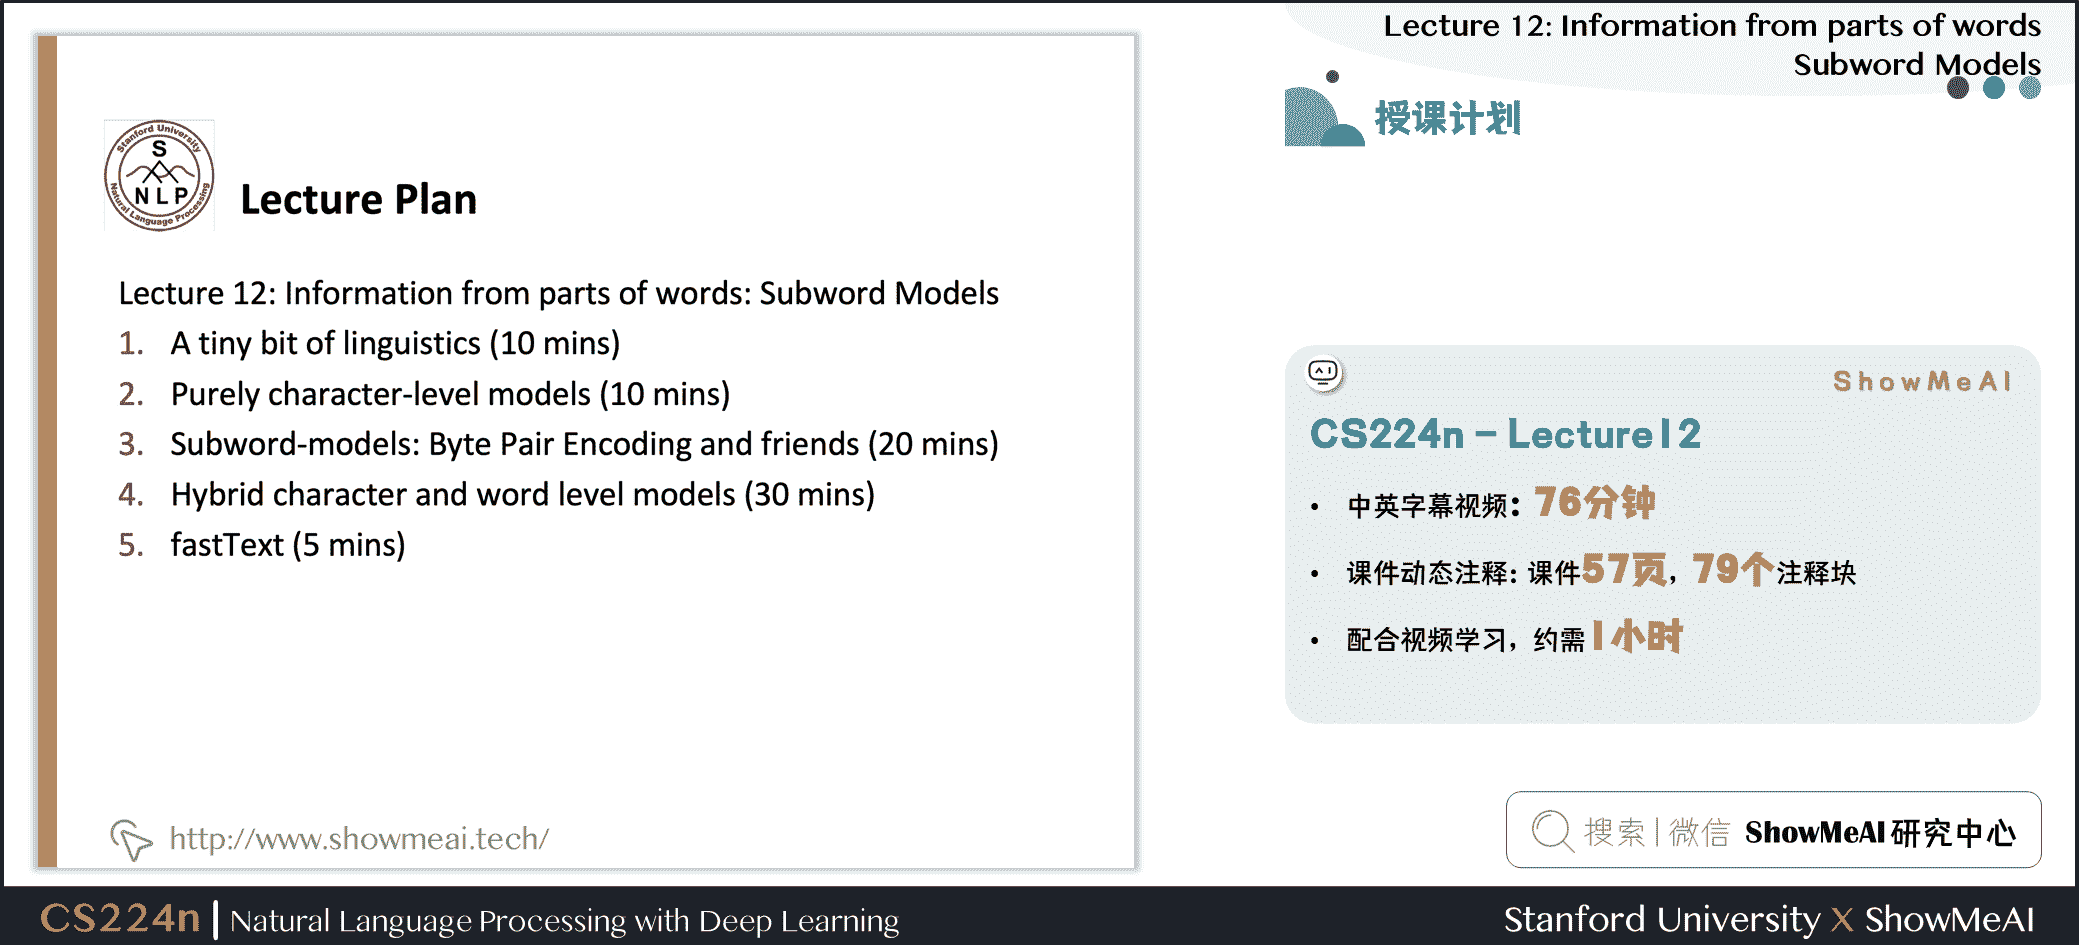 Lecture 12: Information from parts of words
Subword Models
授课计划
Stanford University
S
NLP
Natural Language Processing
Lecture Plan
Lecture 12: Information from parts of words: Subword Models
1. A tiny bit of linguistics (10 mins)
2. Purely character-level models (10 mins)
3. Subword-models: Byte Pair Encoding and friends (20 mins)
4. Hybrid character and word level models (30 mins)
5. fastText (5 mins)
http://www.showmeai.tech/
ShowMeAI
CS224n - Lecture12
• 中英字幕视频：76分钟
• 课件动态注释: 课件57页，79个注释块
• 配合视频学习，约需1小时
搜索|微信 ShowMeAI研究中心
CS224n | Natural Language Processing with Deep Learning
Stanford University X ShowMeAI